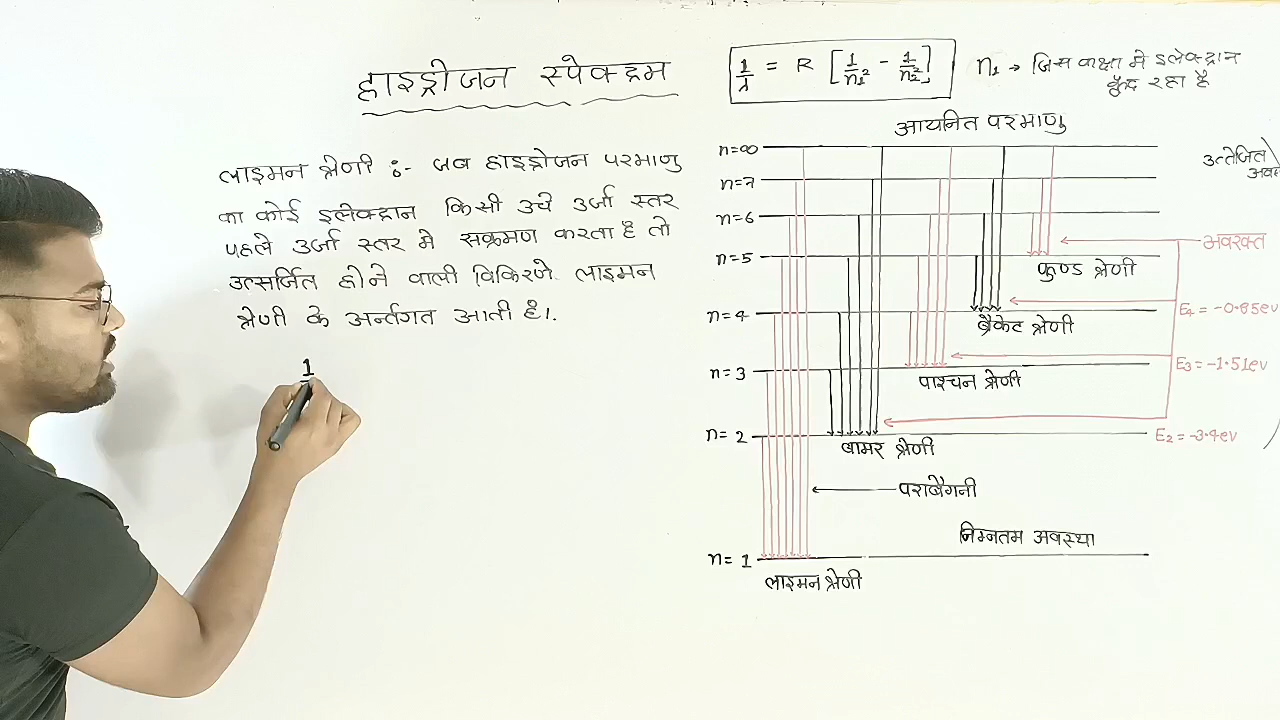 हाइड्रोजन स्पेक्ट्रम
लाइमन श्रेणी :- जब हाइड्रोजन परमाणु
का कोई इलेक्ट्रान किसी उचे उर्जा स्तर
पहले उर्जा स्तर मे सक्रमण करता है तो
उत्सर्जित होने वाली विकिरणे लाइमन
श्रेणी के अर्न्तगत आती है।.
1
1/λ = R [1/n₁² - 1/n₂²]
n₁ → जिस कक्षा मे इलेक्ट्रान
कूद रहा है
आयनित परमाणु
n=∞
उत्तेजित
n=7
n=6
अवरक्त
n=5
फुण्ड श्रेणी
n=4
E₄ = -0.85ev
ब्रैकेट श्रेणी
n=3
E₃ = -1.51ev
पाश्चन श्रेणी
n=2
E₂ = -3.4ev
बामर श्रेणी
पराबैगनी
निम्नतम अवस्था
n=1
लाइमन श्रेणी